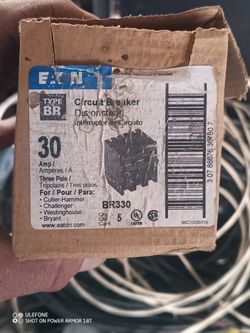 EATON
TYPE
BR
Circuit Breaker
Disjoncteur
Interruptor de Circuito
30
Amp /
Ampères / A
Three Pole /
Tripolaire / Tres polos
For / Pour / Para:
• Cutler-Hammer
• Challenger
• Westinghouse
• Bryant
BR330
5
www.eaton.com
ULEFONE
SHOT ON POWER ARMOR 18T